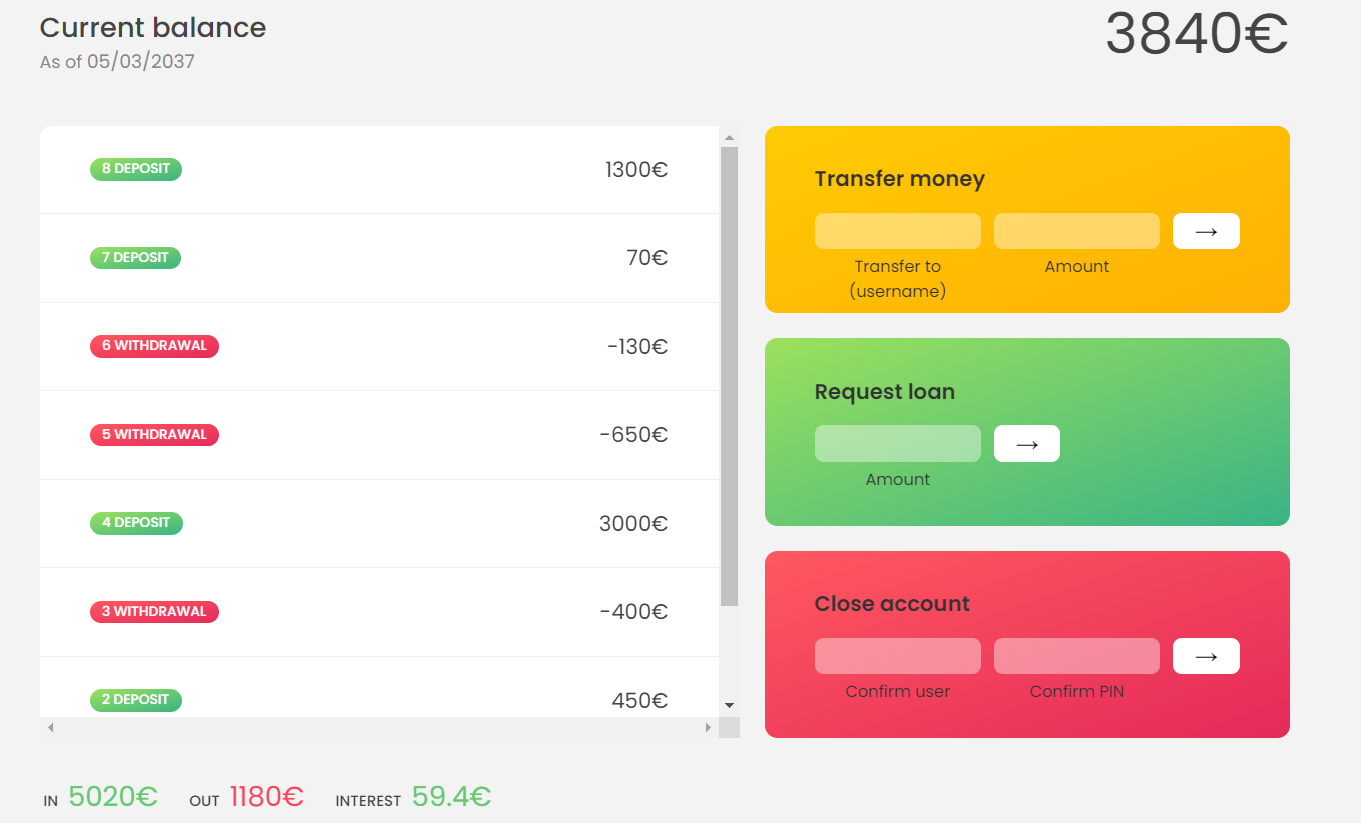 Current balance
As of 05/03/2037
3840€
8 DEPOSIT 1300€
7 DEPOSIT 70€
6 WITHDRAWAL -130€
5 WITHDRAWAL -650€
4 DEPOSIT 3000€
3 WITHDRAWAL -400€
2 DEPOSIT 450€
Transfer money
→
Transfer to
(username)
Amount
Request loan
→
Amount
Close account
→
Confirm user Confirm PIN
IN 5020€ OUT 1180€ INTEREST 59.4€